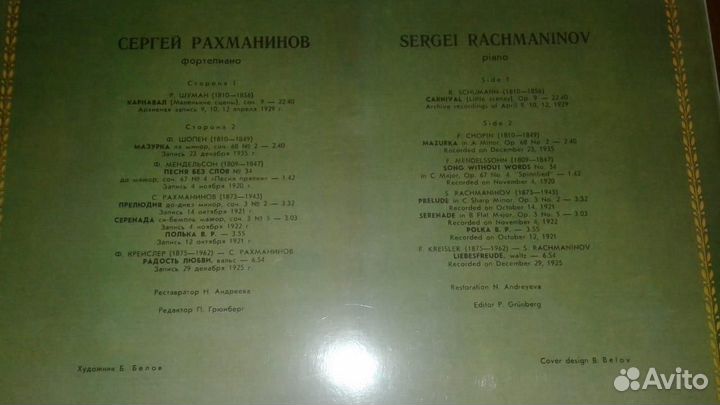 СЕРГЕЙ РАХМАНИНОВ
фортепиано
Сторона 1
Р. ШУМАН (1810—1856)
КАРНАВАЛ (Маленькие сцены), соч. 9 — 22.40
Архивная запись 9, 10, 12 апреля 1929 г.
Сторона 2
Ф. ШОПЕН (1810—1849)
МАЗУРКА ля минор, соч. 68 № 2 — 2.40
Запись 23 декабря 1935 г.
Ф. МЕНДЕЛЬСОН (1809—1847)
ПЕСНЯ БЕЗ СЛОВ № 34
до мажор, соч. 67 № 4 «Песня прялки» — 1.42
Запись 4 ноября 1920 г.
С. РАХМАНИНОВ (1873—1943)
ПРЕЛЮДИЯ до-диез минор, соч. 3 № 2 — 3.52
Запись 14 октября 1921 г.
СЕРЕНАДА си-бемоль мажор, соч. 3 № 5 — 3.03
Запись 4 ноября 1922 г.
ПОЛЬКА В. Р. — 3.55
Запись 12 октября 1921 г.
Ф. КРЕЙСЛЕР (1875—1962) — С. РАХМАНИНОВ
РАДОСТЬ ЛЮБВИ, вальс — 6.54
Запись 29 декабря 1925 г.
Реставратор Н. Андреева
Редактор П. Грюнберг
Художник Б. Белов
SERGEI RACHMANINOV
piano
Side 1
R. SCHUMANN (1810—1856)
CARNIVAL (Little scenes), Op. 9 — 22.40
Archive recordings of April 9, 10, 12, 1929
Side 2
F. CHOPIN (1810—1849)
MAZURKA in A Minor, Op. 68 No. 2 — 2.40
Recorded on December 23, 1935
F. MENDELSSOHN (1809—1847)
SONG WITHOUT WORDS No. 34
in C Major, Op. 67 No. 4 "Spinnlied" — 1.42
Recorded on November 4, 1920
S. RACHMANINOV (1873—1943)
PRELUDE in C Sharp Minor, Op. 3 No. 2 — 3.52
Recorded on October 14, 1921
SERENADE in B Flat Major, Op. 3 No. 5 — 3.03
Recorded on November 4, 1922
POLKA B. P. — 3.55
Recorded on October 12, 1921
F. KREISLER (1875—1962) — S. RACHMANINOV
LIEBESFREUDE, waltz — 6.54
Recorded on December 29, 1925
Restoration N. Andreyeva
Editor P. Grünberg
Cover design B. Belov
Avito